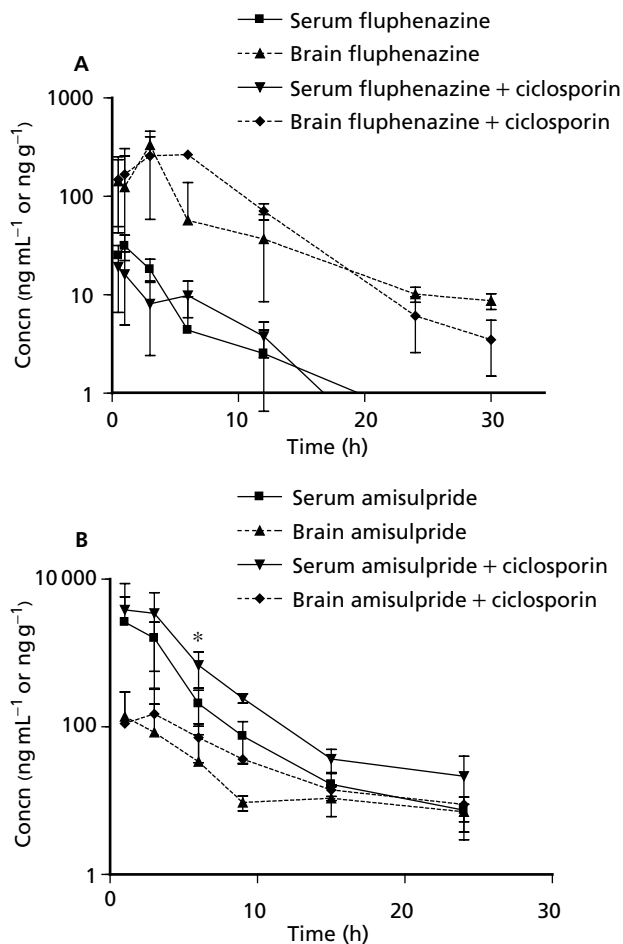 Serum fluphenazine
Brain fluphenazine
A
Serum fluphenazine + ciclosporin
Brain fluphenazine + ciclosporin
1000
100
10
1
Concn (ng mL⁻¹ or ng g⁻¹)
0 10 20 30
Time (h)
Serum amisulpride
B
Brain amisulpride
Serum amisulpride + ciclosporin
Brain amisulpride + ciclosporin
10 000
*
100
1
Concn (ng mL⁻¹ or ng g⁻¹)
0 10 20 30
Time (h)